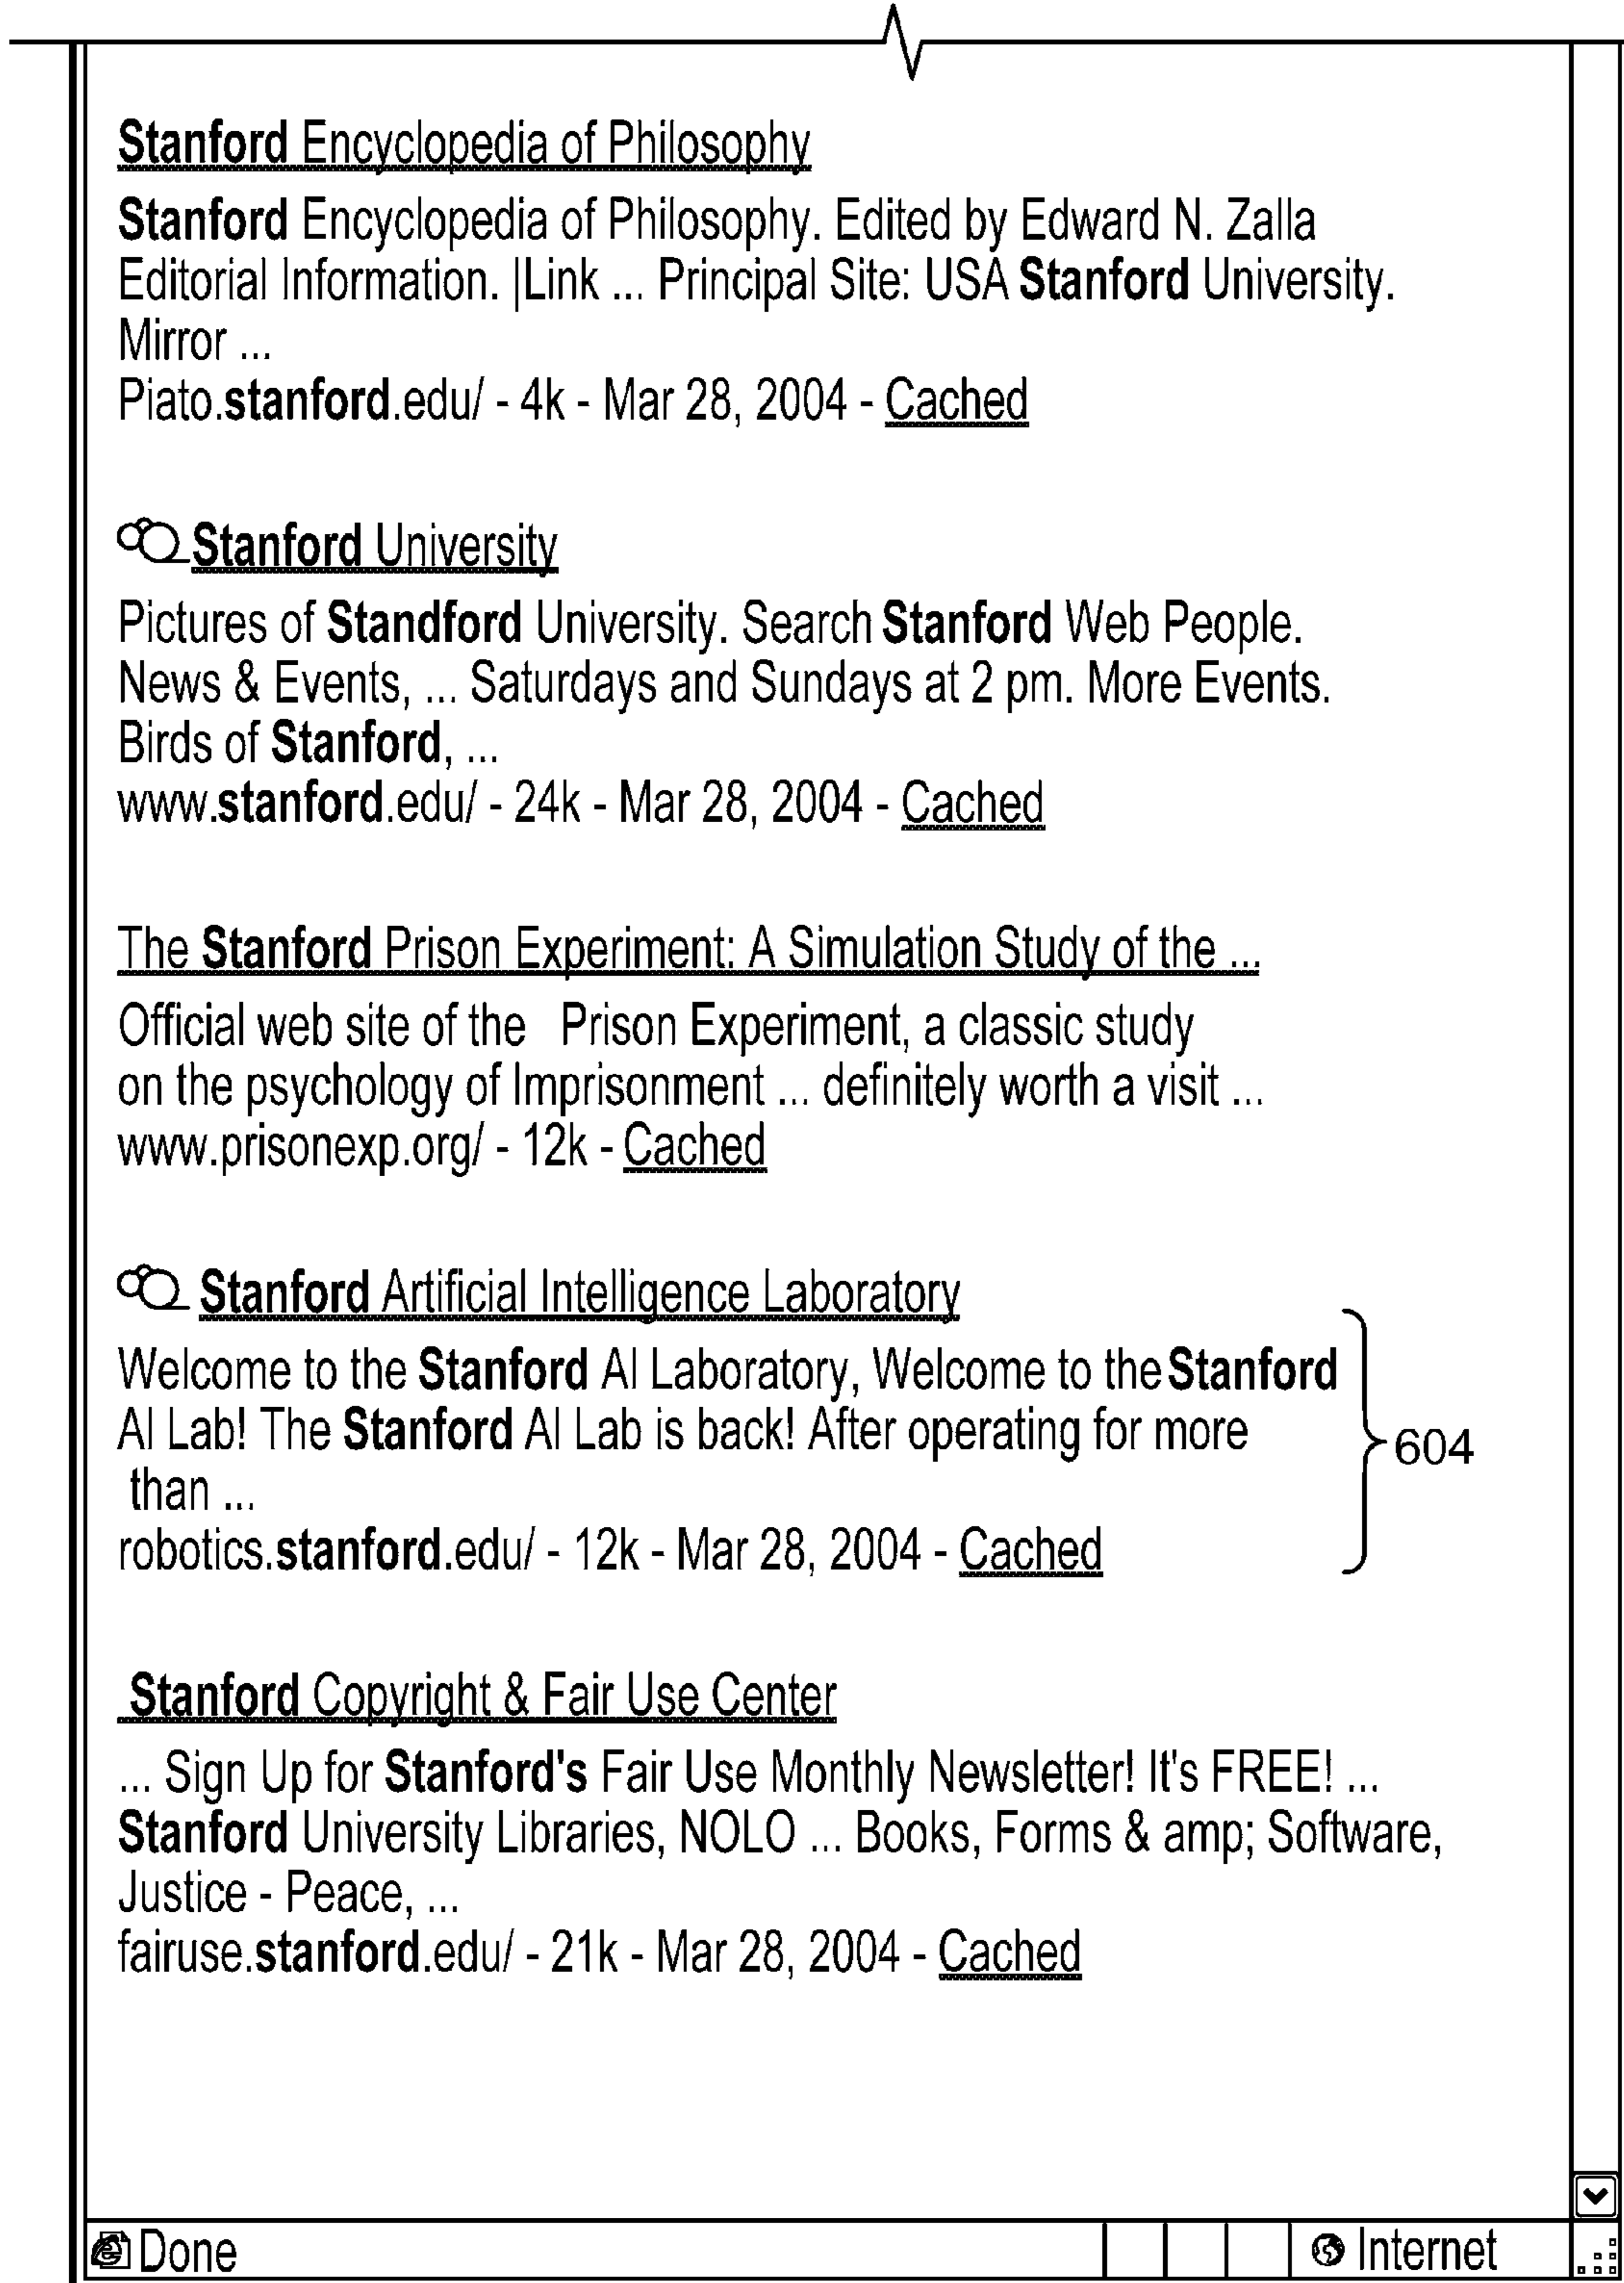 Stanford Encyclopedia of Philosophy
Stanford Encyclopedia of Philosophy. Edited by Edward N. Zalla
Editorial Information. |Link ... Principal Site: USA Stanford University.
Mirror ...
Piato.stanford.edu/ - 4k - Mar 28, 2004 - Cached
Stanford University
Pictures of Standford University. Search Stanford Web People.
News & Events, ... Saturdays and Sundays at 2 pm. More Events.
Birds of Stanford, ...
www.stanford.edu/ - 24k - Mar 28, 2004 - Cached
The Stanford Prison Experiment: A Simulation Study of the ...
Official web site of the Prison Experiment, a classic study
on the psychology of Imprisonment ... definitely worth a visit ...
www.prisonexp.org/ - 12k - Cached
Stanford Artificial Intelligence Laboratory
Welcome to the Stanford AI Laboratory, Welcome to the Stanford
AI Lab! The Stanford AI Lab is back! After operating for more
than ...
robotics.stanford.edu/ - 12k - Mar 28, 2004 - Cached
604
Stanford Copyright & Fair Use Center
... Sign Up for Stanford's Fair Use Monthly Newsletter! It's FREE! ...
Stanford University Libraries, NOLO ... Books, Forms & amp; Software,
Justice - Peace, ...
fairuse.stanford.edu/ - 21k - Mar 28, 2004 - Cached
Done Internet